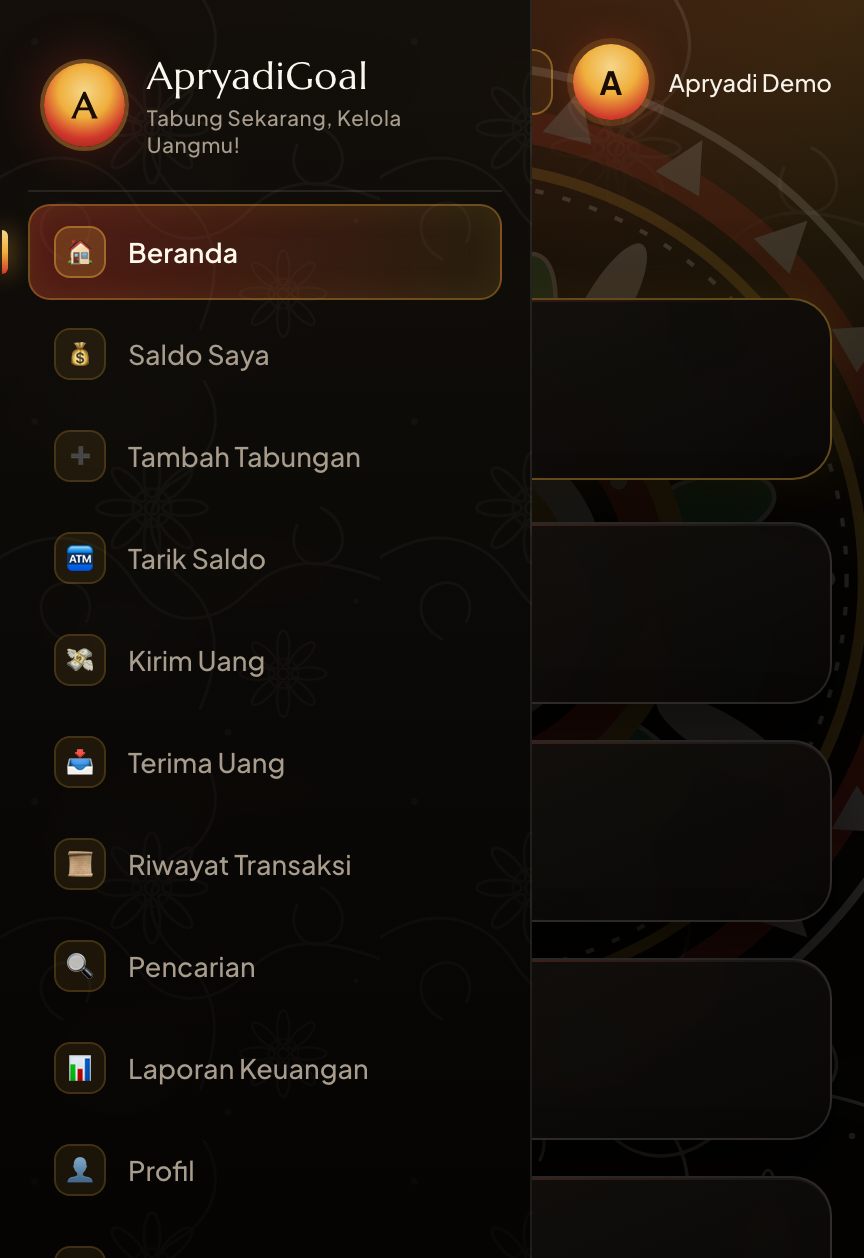 A
ApryadiGoal
Tabung Sekarang, Kelola
Uangmu!
A
Apryadi Demo
Beranda
Saldo Saya
Tambah Tabungan
ATM
Tarik Saldo
Kirim Uang
Terima Uang
Riwayat Transaksi
Pencarian
Laporan Keuangan
Profil